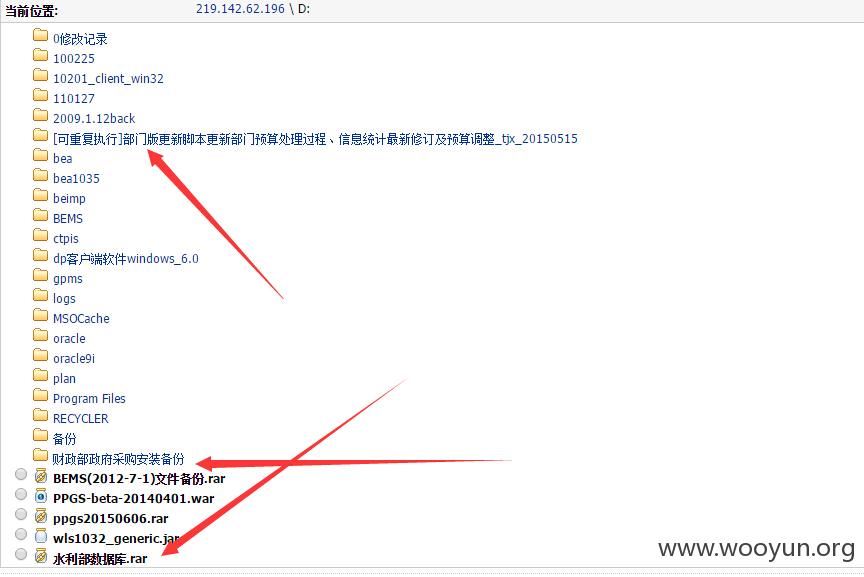 当前位置: 219.142.62.196 \ D:
0修改记录
100225
10201_client_win32
110127
2009.1.12back
[可重复执行]部门版更新脚本更新部门预算处理过程、信息统计最新修订及预算调整_tjx_20150515
bea
bea1035
beimp
BEMS
ctpis
dp客户端软件windows_6.0
gpms
logs
MSOCache
oracle
oracle9i
plan
Program Files
RECYCLER
备份
财政部政府采购安装备份
BEMS(2012-7-1)文件备份.rar
PPGS-beta-20140401.war
ppgs20150606.rar
wls1032_generic.jar
水利部数据库.rar
www.wooyun.org